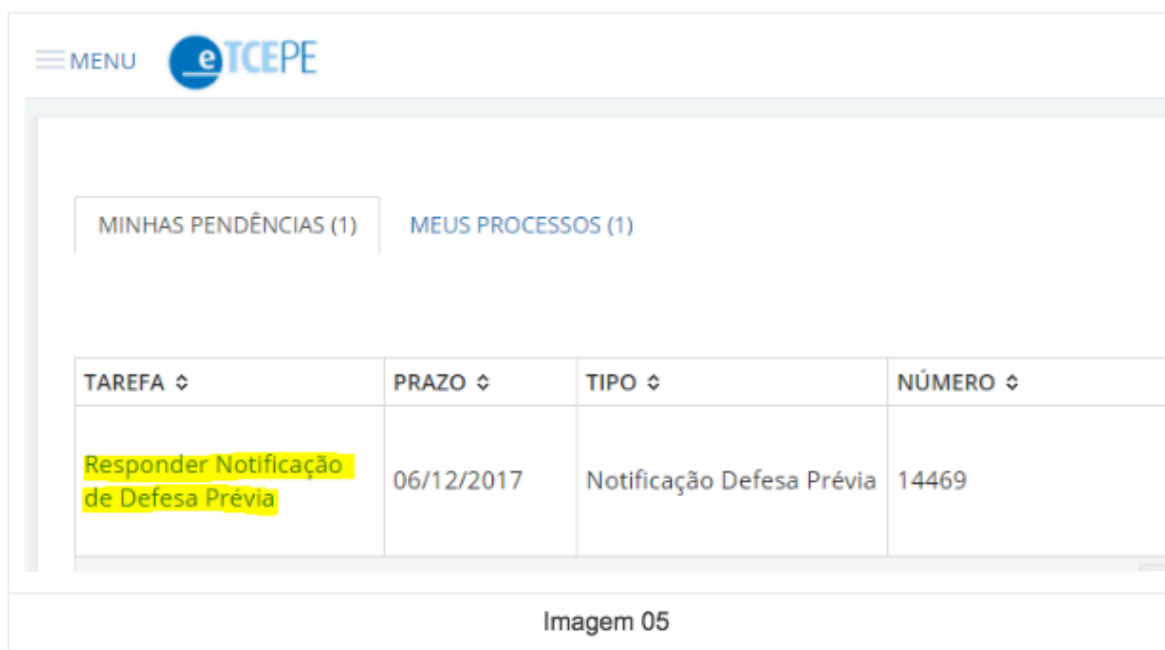 MENU eTCEPE
MINHAS PENDÊNCIAS (1) MEUS PROCESSOS (1)
TAREFA PRAZO TIPO NÚMERO
Responder Notificação
de Defesa Prévia
06/12/2017 Notificação Defesa Prévia 14469
Imagem 05